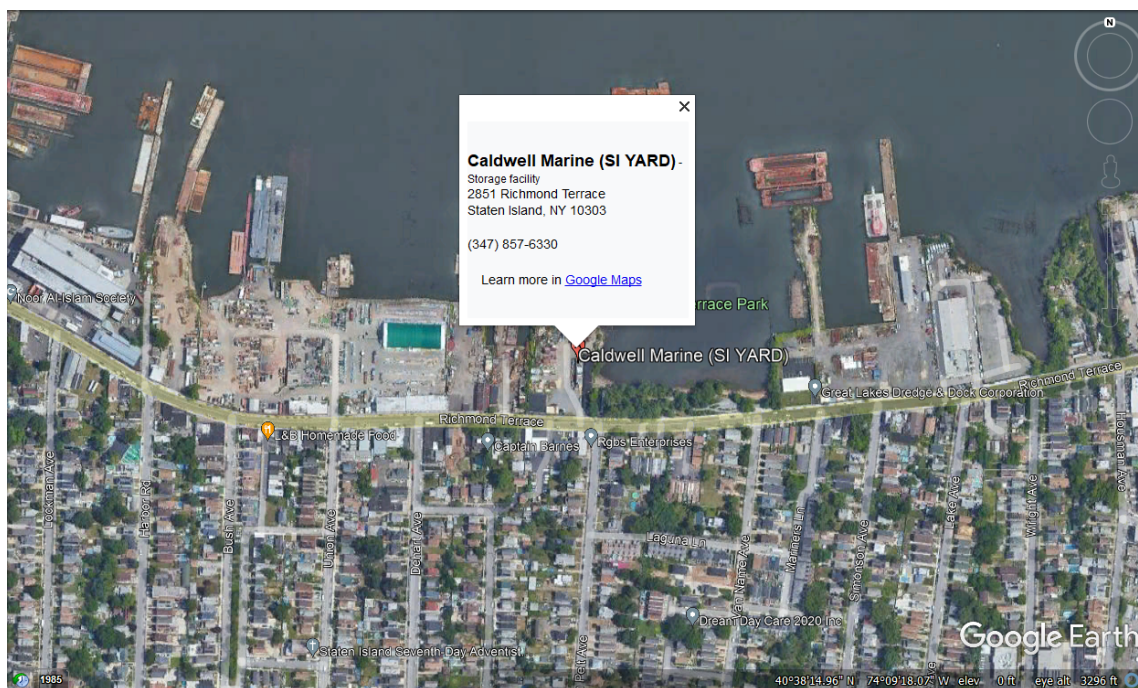 N
Caldwell Marine (SI YARD) -
Storage facility
2851 Richmond Terrace
Staten Island, NY 10303
(347) 857-6330
Learn more in Google Maps
Noor Al-Islam Society
Terrace Park
Caldwell Marine (SI YARD)
Richmond Terrace
Great Lakes Dredge & Dock Corporation
Richmond Terrace
L&B Homemade Food
Captain Barnes
Rgbs Enterprises
Lockman Ave
Harbor Rd
Bush Ave
Union Ave
Dehart Ave
Laguna Ln
Van Name Ave
Mariners Ln
Simonson Ave
Lake Ave
Wright Ave
Housman Ave
Dream Day Care 2020 Inc
Staten Island Seventh-Day Adventist
Pelt Ave
Google Earth
1985
40°38'14.96" N 74°09'18.07" W elev 0 ft eye alt 3296 ft